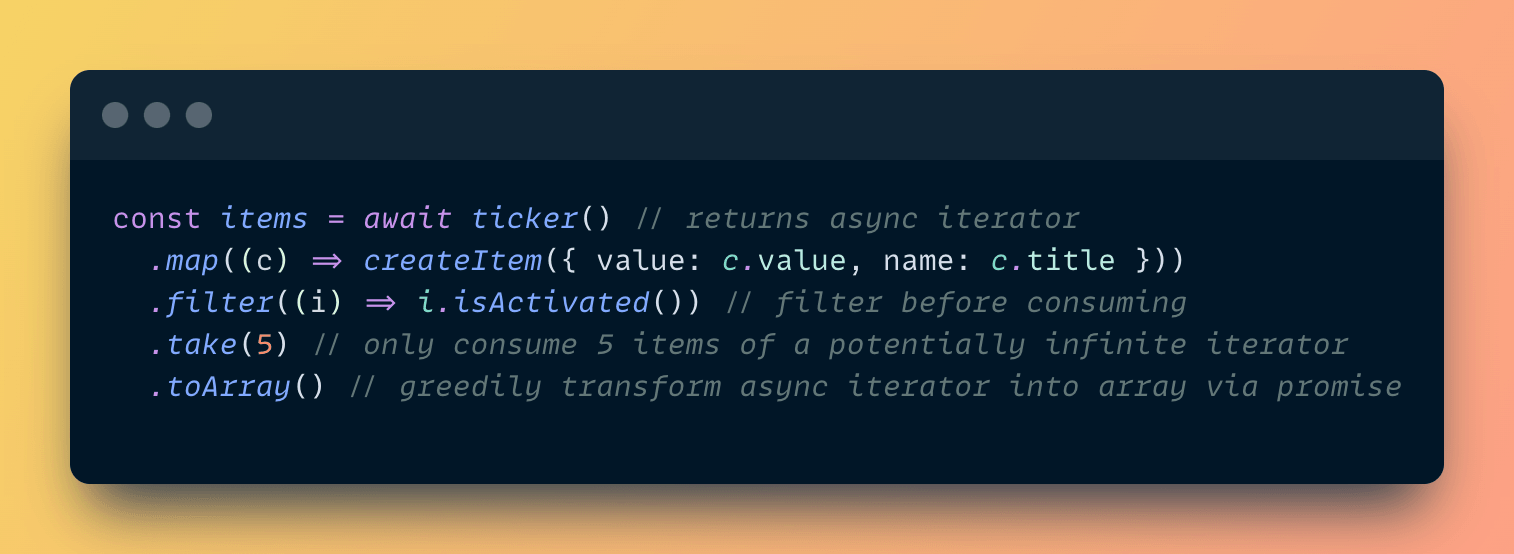 const items = await ticker() // returns async iterator
  .map((c) => createItem({ value: c.value, name: c.title }))
  .filter((i) => i.isActivated()) // filter before consuming
  .take(5) // only consume 5 items of a potentially infinite iterator
  .toArray() // greedily transform async iterator into array via promise